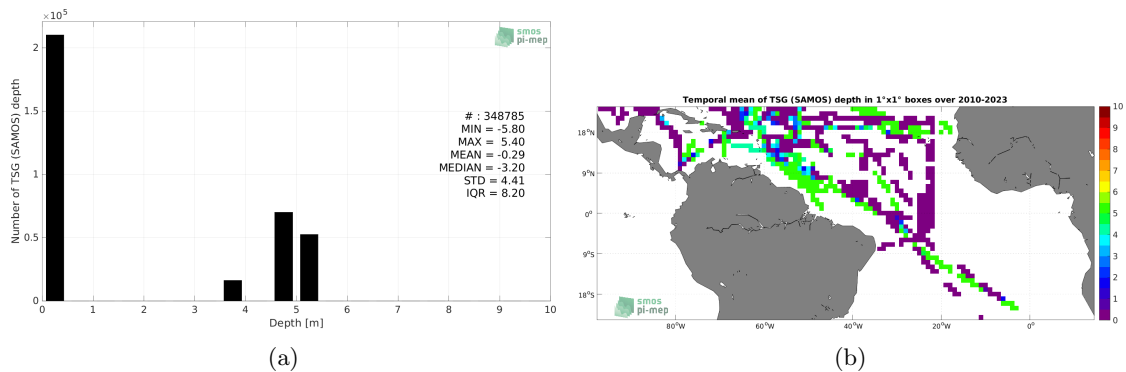 ×10⁵
2
1.5
1
0.5
0
Number of TSG (SAMOS) depth
smos
pi-mep
# : 348785
MIN = -5.80
MAX = 5.40
MEAN = -0.29
MEDIAN = -3.20
STD = 4.41
IQR = 8.20
0 1 2 3 4 5 6 7 8 9 10
Depth [m]
(a)
Temporal mean of TSG (SAMOS) depth in 1°x1° boxes over 2010-2023
18°N
9°N
0°
9°S
18°S
smos
pi-mep
80°W 60°W 40°W 20°W 0°
10
9
8
7
6
5
4
3
2
1
0
(b)